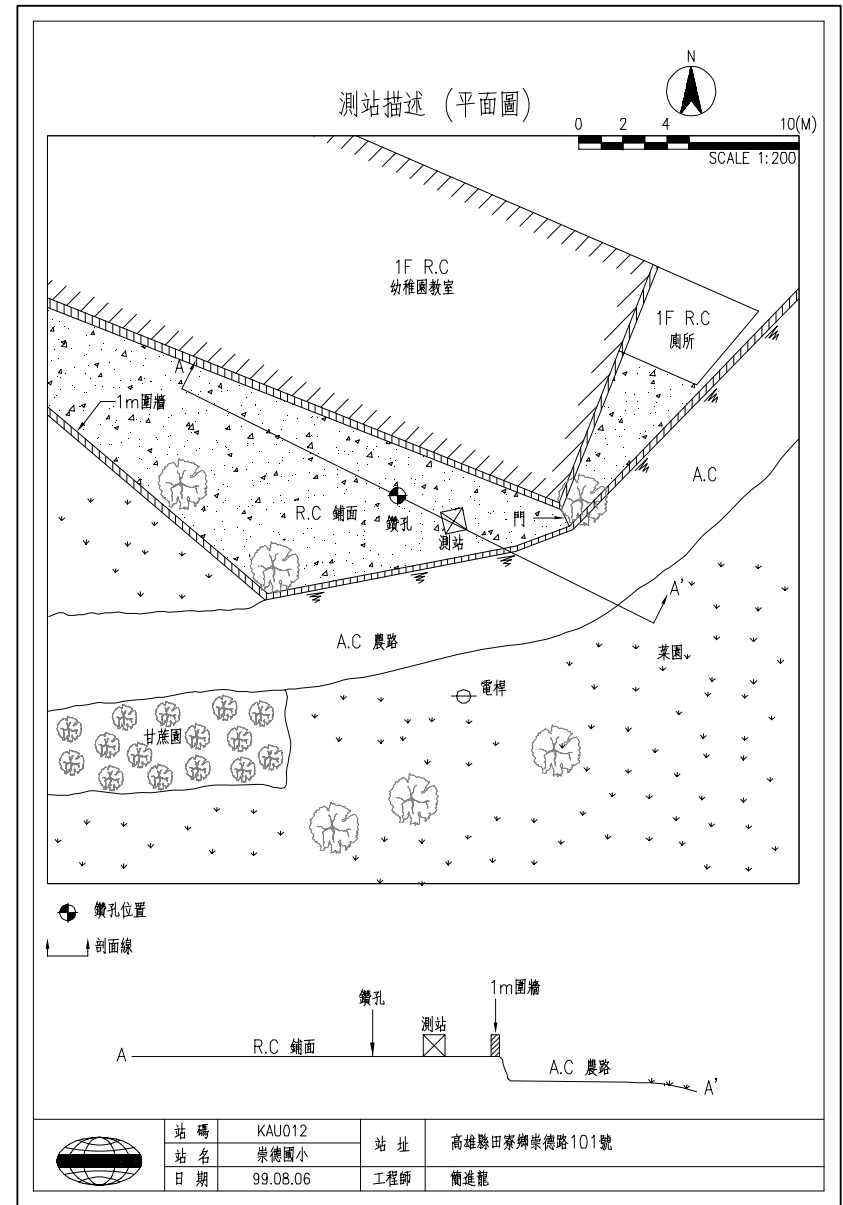 N
測站描述 (平面圖)
0 2 4 10(M)
SCALE 1:200
1F R.C
幼稚園教室
1F R.C
廁所
A
1m圍牆
A.C
R.C 鋪面
鑽孔
測站
門
A'
A.C 農路
菜園
電桿
甘蔗園
鑽孔位置
剖面線
鑽孔
1m圍牆
測站
A
R.C 鋪面
A.C 農路
A'
站碼 KAU012
站名 崇德國小
日期 99.08.06
站址 高雄縣田寮鄉崇德路101號
工程師 簡進龍